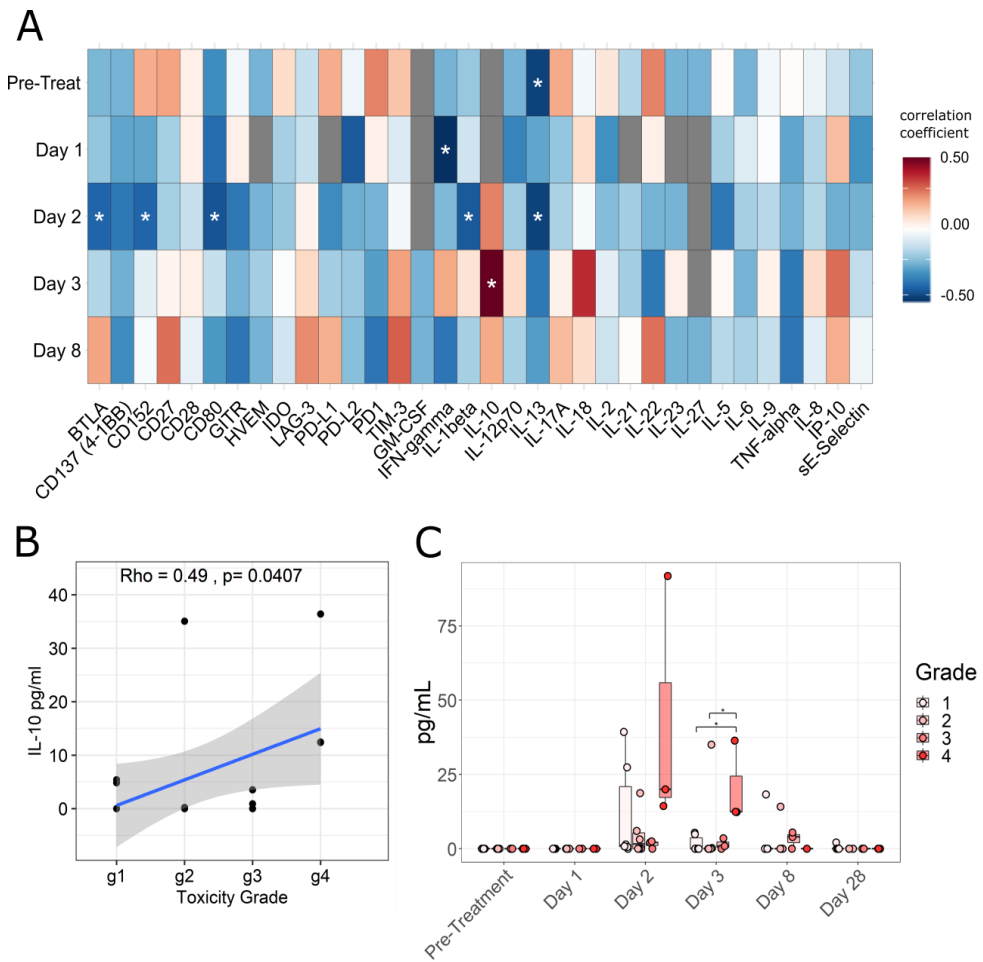 A
Pre-Treat
Day 1
Day 2
Day 3
Day 8
*
*
* * * * *
*
correlation
coefficient
0.50
0.00
-0.50
BTLA
CD137 (4-1BB)
CD152
CD27
CD28
CD80
GITR
HVEM
IDO
LAG-3
PD-L1
PD-L2
PD1
TIM-3
GM-CSF
IFN-gamma
IL-1beta
IL-10
IL-12p70
IL-13
IL-17A
IL-18
IL-2
IL-21
IL-22
IL-23
IL-27
IL-5
IL-6
IL-9
TNF-alpha
IL-8
IP-10
sE-Selectin
B
Rho = 0.49 , p= 0.0407
IL-10 pg/ml
40
30
20
10
0
g1 g2 g3 g4
Toxicity Grade
C
pg/mL
75
50
25
0
*
*
Pre-Treatment
Day 1
Day 2
Day 3
Day 8
Day 28
Grade
1
2
3
4